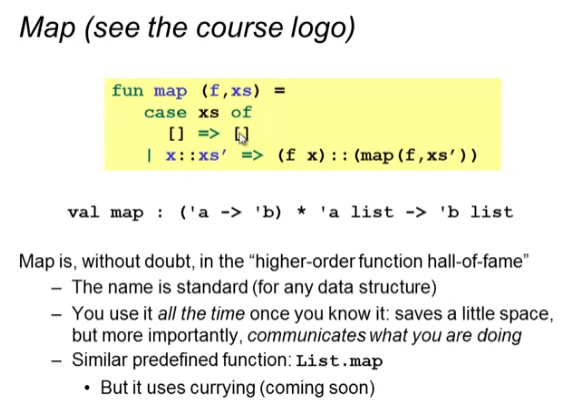 Map (see the course logo)
fun map (f,xs) =
case xs of
[] => []
| x::xs' => (f x)::(map(f,xs'))
val map : ('a -> 'b) * 'a list -> 'b list
Map is, without doubt, in the “higher-order function hall-of-fame”
– The name is standard (for any data structure)
– You use it all the time once you know it: saves a little space,
but more importantly, communicates what you are doing
– Similar predefined function: List.map
• But it uses currying (coming soon)